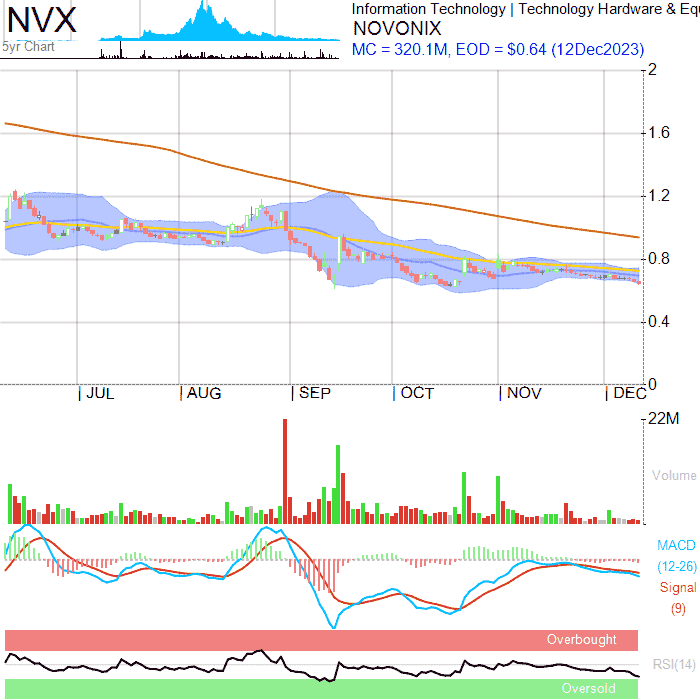 NVX
5yr Chart
Information Technology | Technology Hardware & Equ
NOVONIX
MC = 320.1M, EOD = $0.64 (12Dec2023)
2
1.6
1.2
0.8
0.4
0
| JUL | AUG | SEP | OCT | NOV | DEC
22M
Volume
MACD
(12-26)
Signal
(9)
Overbought
RSI(14)
Oversold